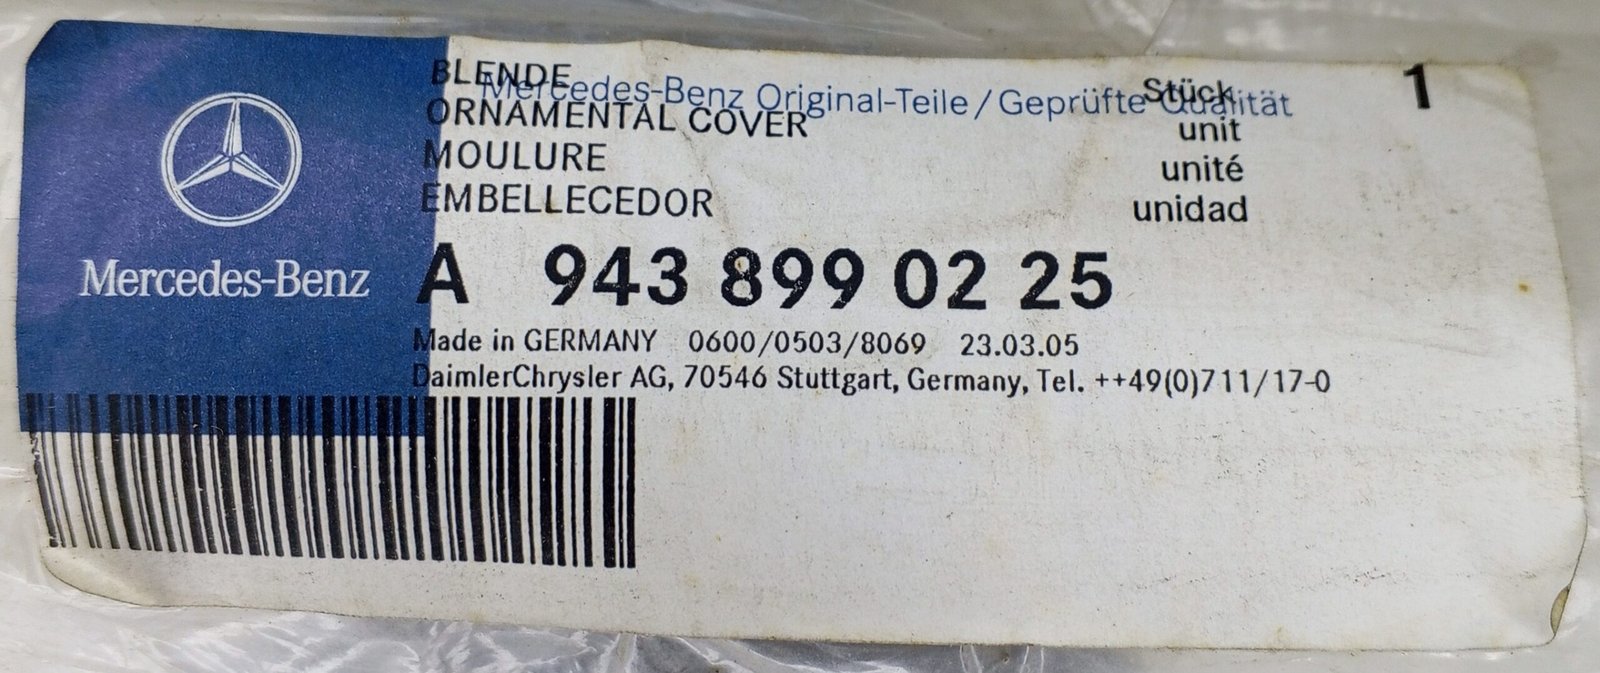 Mercedes-Benz
Mercedes-Benz Original-Teile / Geprüfte Qualität
BLENDE
ORNAMENTAL COVER
MOULURE
EMBELLECEDOR
Stück 1
unit
unité
unidad
A 943 899 02 25
Made in GERMANY 0600/0503/8069 23.03.05
DaimlerChrysler AG, 70546 Stuttgart, Germany, Tel. ++49(0)711/17-0